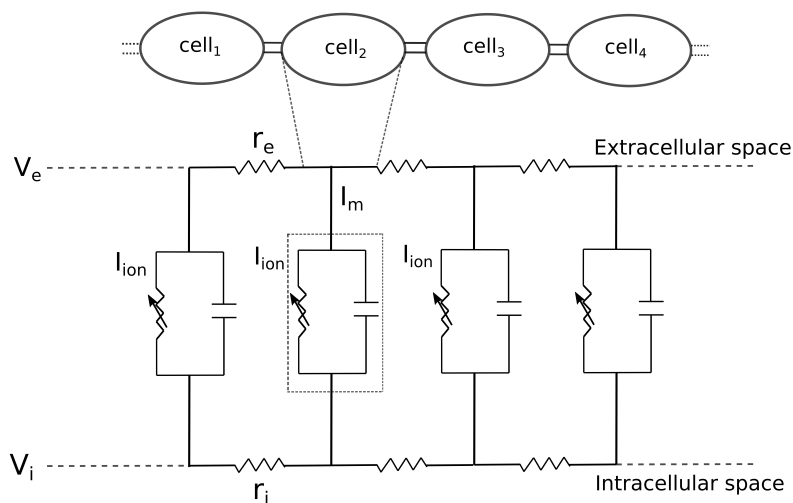 cell₁ cell₂ cell₃ cell₄
rₑ
Extracellular space
Vₑ
Iₘ
Iᵢₒₙ Iᵢₒₙ Iᵢₒₙ
Vᵢ
Intracellular space
rᵢ